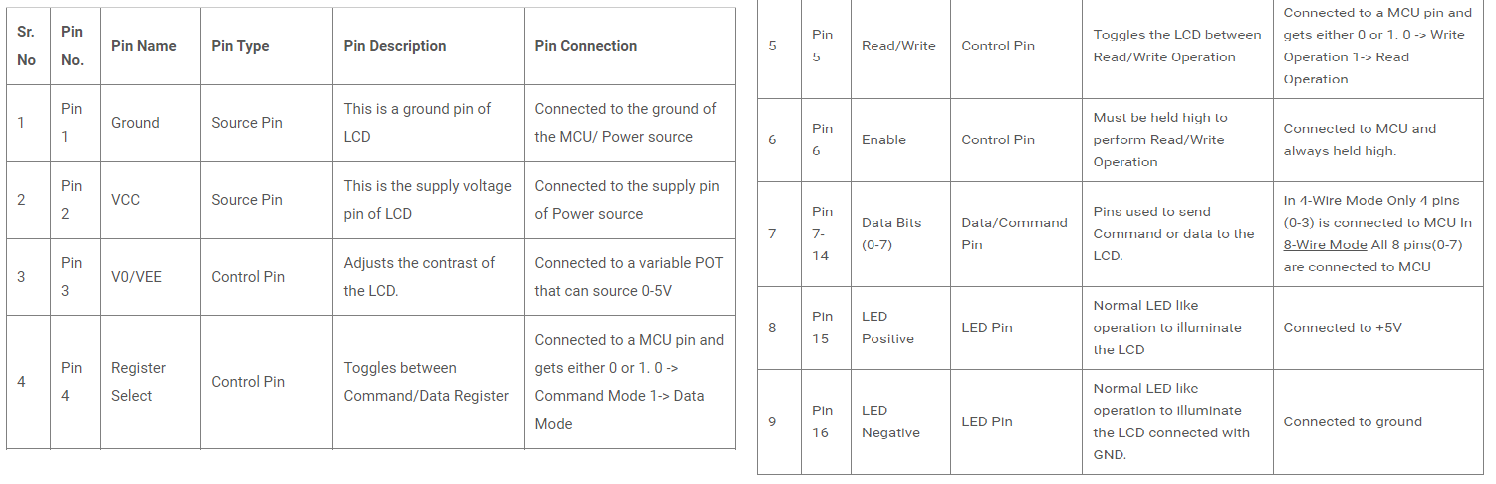 Sr. No
Pin No.
Pin Name
Pin Type
Pin Description
Pin Connection
1
Pin 1
Ground
Source Pin
This is a ground pin of
LCD
Connected to the ground of
the MCU/ Power source
2
Pin 2
VCC
Source Pin
This is the supply voltage
pin of LCD
Connected to the supply pin
of Power source
3
Pin 3
V0/VEE
Control Pin
Adjusts the contrast of
the LCD.
Connected to a variable POT
that can source 0-5V
4
Pin 4
Register
Select
Control Pin
Toggles between
Command/Data Register
Connected to a MCU pin and
gets either 0 or 1. 0 ->
Command Mode 1-> Data
Mode
5
Pin 5
Read/Write
Control Pin
Toggles the LCD between
Read/Write Operation
Connected to a MCU pin and
gets either 0 or 1. 0 -> Write
Operation 1-> Read
Operation
6
Pin 6
Enable
Control Pin
Must be held high to
perform Read/Write
Operation
Connected to MCU and
always held high.
7
Pin
7-
14
Data Bits
(0-7)
Data/Command
Pin
Pins used to send
Command or data to the
LCD.
In 4-Wire Mode Only 4 pins
(0-3) is connected to MCU In
8-Wire Mode All 8 pins(0-7)
are connected to MCU
8
Pin
15
LED
Positive
LED Pin
Normal LED like
operation to illuminate
the LCD
Connected to +5V
9
Pin
16
LED
Negative
LED Pin
Normal LED like
operation to illuminate
the LCD connected with
GND.
Connected to ground